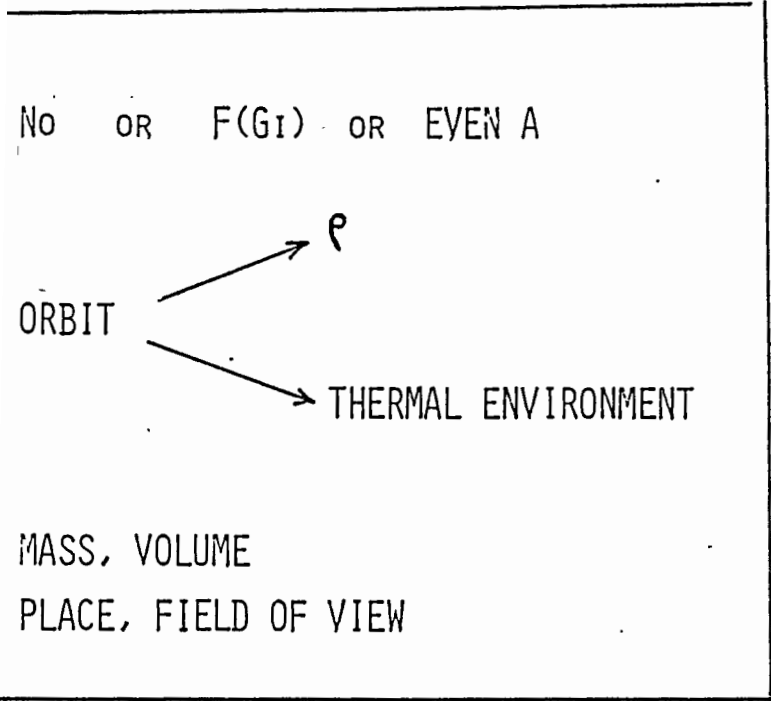 No OR F(GI) OR EVEN A
ρ
ORBIT
THERMAL ENVIRONMENT
MASS, VOLUME
PLACE, FIELD OF VIEW